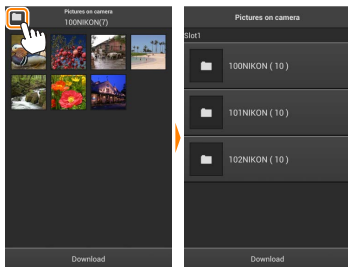 Pictures on camera
100NIKON(7)
Download
Pictures on camera
Slot1
100NIKON ( 10 )
101NIKON ( 10 )
102NIKON ( 10 )
Download